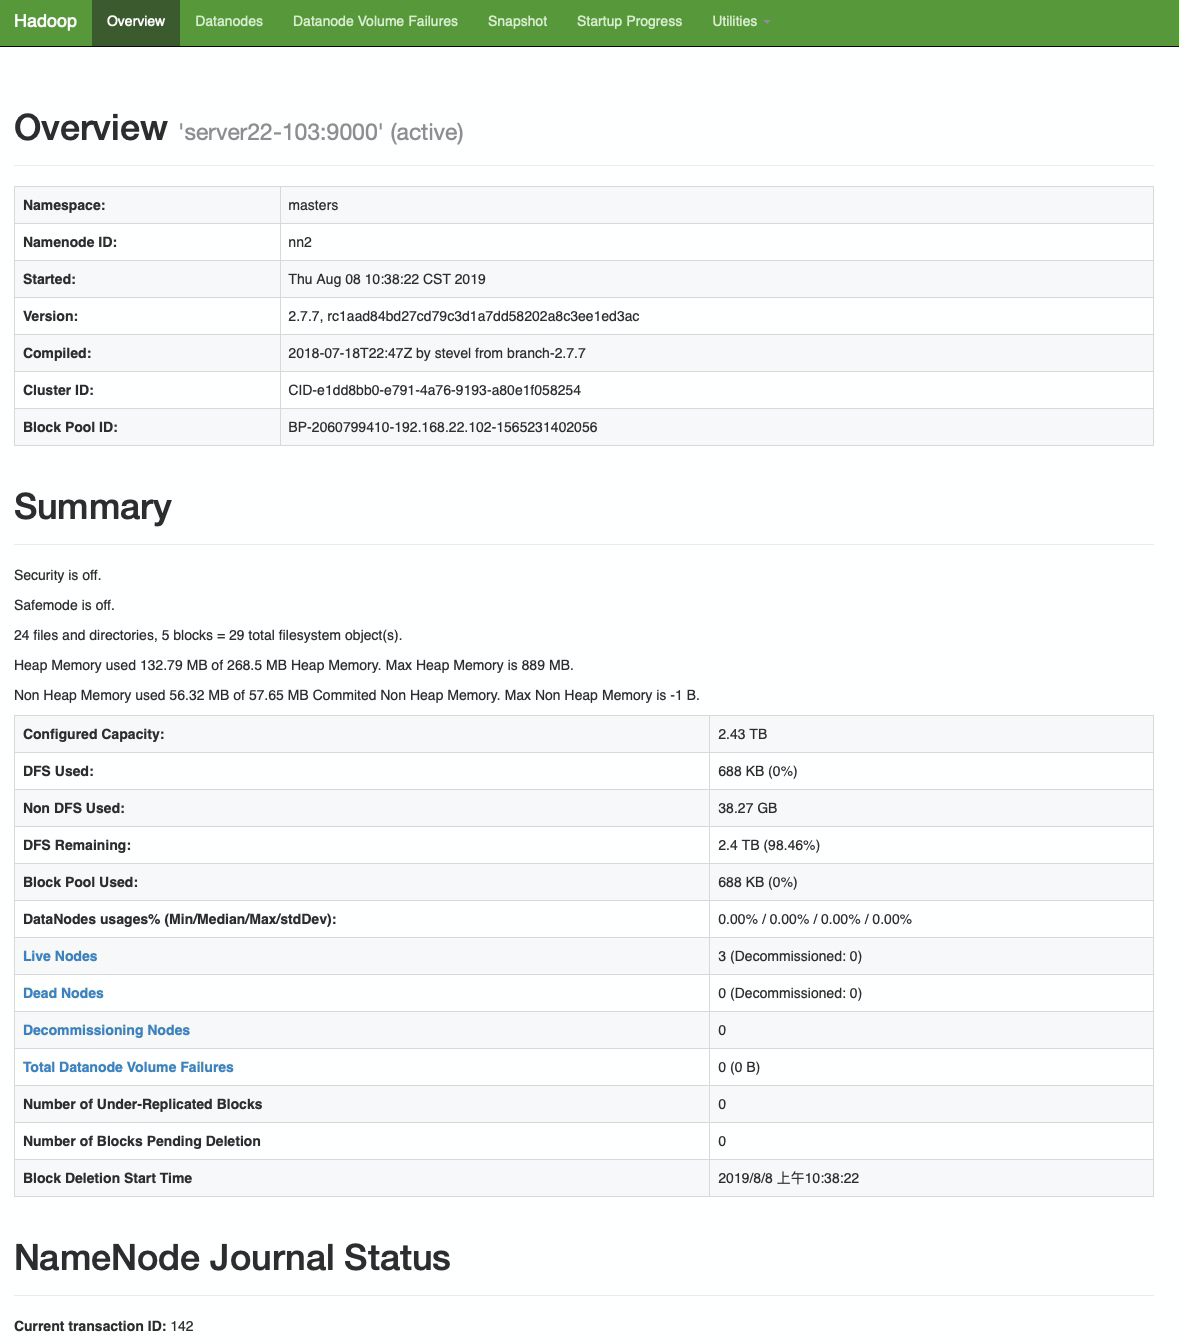 Hadoop Overview Datanodes Datanode Volume Failures Snapshot Startup Progress Utilities
Overview 'server22-103:9000' (active)
Namespace: masters
Namenode ID: nn2
Started: Thu Aug 08 10:38:22 CST 2019
Version: 2.7.7, rc1aad84bd27cd79c3d1a7dd58202a8c3ee1ed3ac
Compiled: 2018-07-18T22:47Z by stevel from branch-2.7.7
Cluster ID: CID-e1dd8bb0-e791-4a76-9193-a80e1f058254
Block Pool ID: BP-2060799410-192.168.22.102-1565231402056
Summary
Security is off.
Safemode is off.
24 files and directories, 5 blocks = 29 total filesystem object(s).
Heap Memory used 132.79 MB of 268.5 MB Heap Memory. Max Heap Memory is 889 MB.
Non Heap Memory used 56.32 MB of 57.65 MB Commited Non Heap Memory. Max Non Heap Memory is -1 B.
Configured Capacity: 2.43 TB
DFS Used: 688 KB (0%)
Non DFS Used: 38.27 GB
DFS Remaining: 2.4 TB (98.46%)
Block Pool Used: 688 KB (0%)
DataNodes usages% (Min/Median/Max/stdDev): 0.00% / 0.00% / 0.00% / 0.00%
Live Nodes 3 (Decommissioned: 0)
Dead Nodes 0 (Decommissioned: 0)
Decommissioning Nodes 0
Total Datanode Volume Failures 0 (0 B)
Number of Under-Replicated Blocks 0
Number of Blocks Pending Deletion 0
Block Deletion Start Time 2019/8/8 上午10:38:22
NameNode Journal Status
Current transaction ID: 142